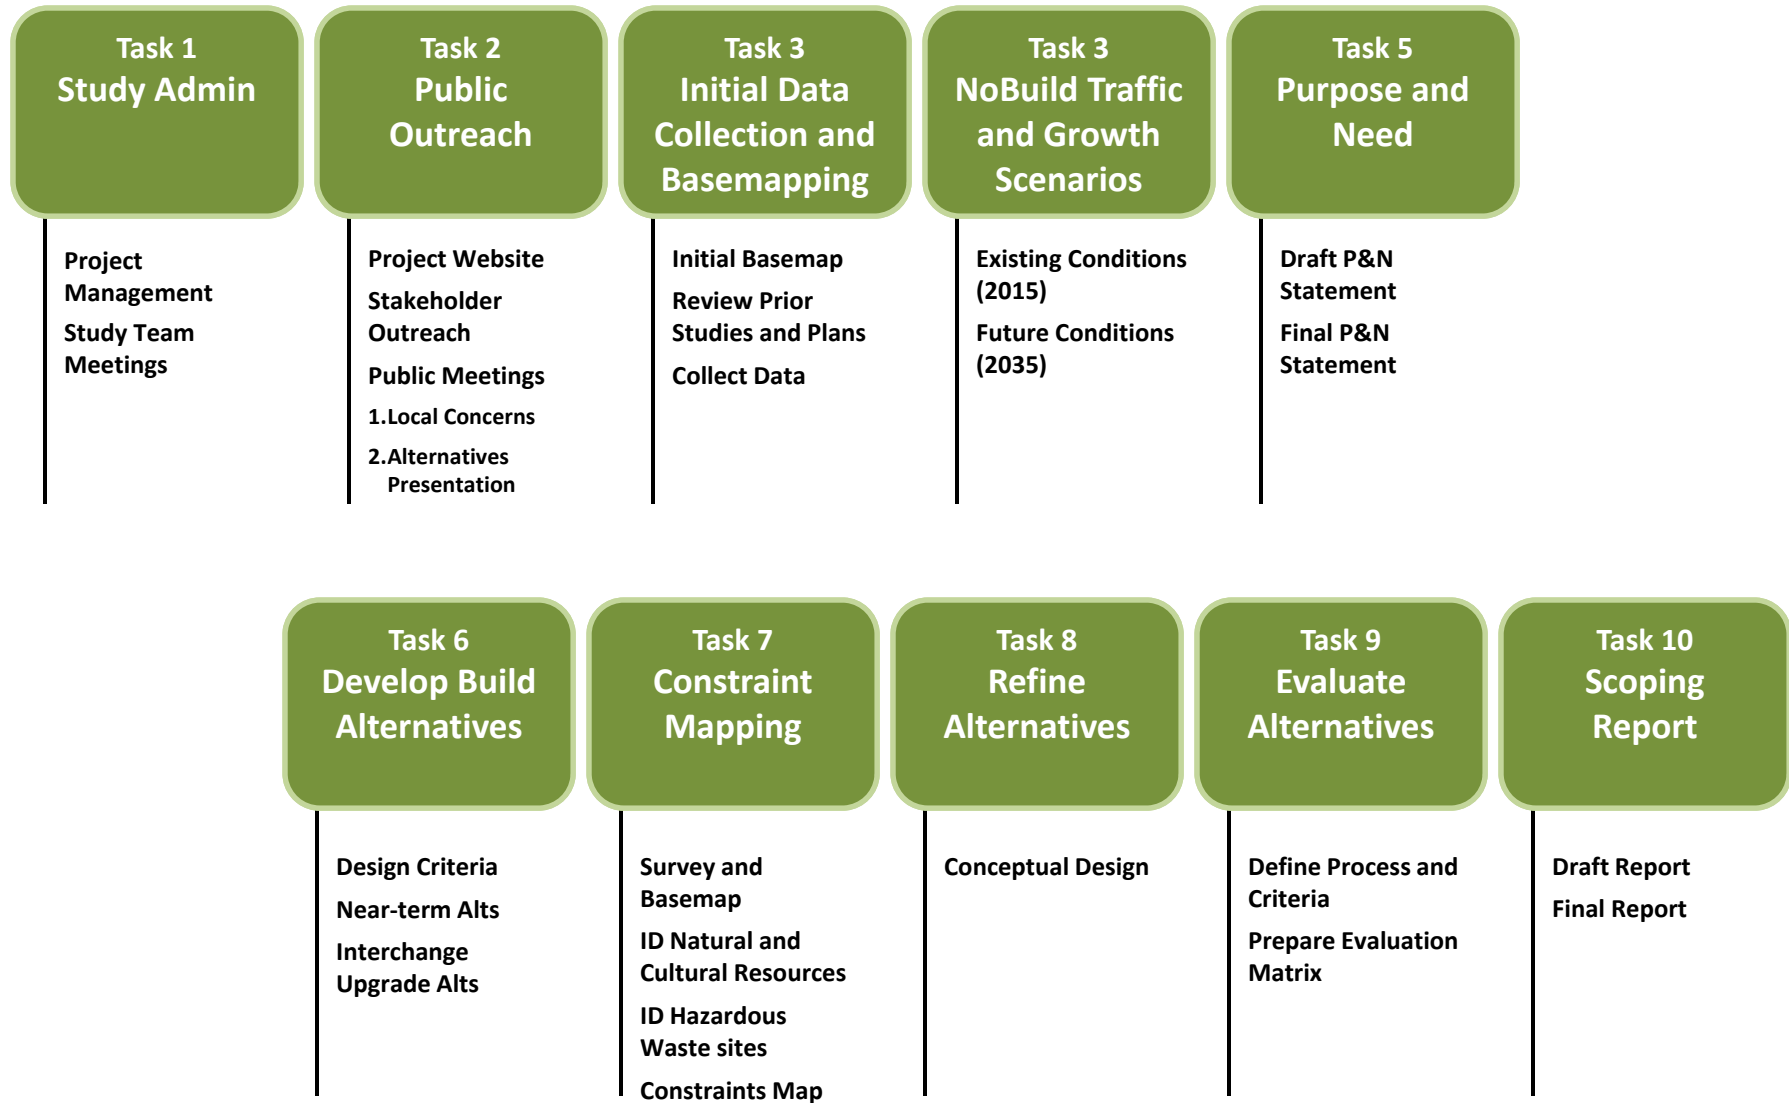 Task 1
Study Admin
Project
Management
Study Team
Meetings
Task 2
Public
Outreach
Project Website
Stakeholder
Outreach
Public Meetings
1.Local Concerns
2.Alternatives
Presentation
Task 3
Initial Data
Collection and
Basemapping
Initial Basemap
Review Prior
Studies and Plans
Collect Data
Task 3
NoBuild Traffic
and Growth
Scenarios
Existing Conditions
(2015)
Future Conditions
(2035)
Task 5
Purpose and
Need
Draft P&N
Statement
Final P&N
Statement
Task 6
Develop Build
Alternatives
Design Criteria
Near-term Alts
Interchange
Upgrade Alts
Task 7
Constraint
Mapping
Survey and
Basemap
ID Natural and
Cultural Resources
ID Hazardous
Waste sites
Constraints Map
Task 8
Refine
Alternatives
Conceptual Design
Task 9
Evaluate
Alternatives
Define Process and
Criteria
Prepare Evaluation
Matrix
Task 10
Scoping
Report
Draft Report
Final Report